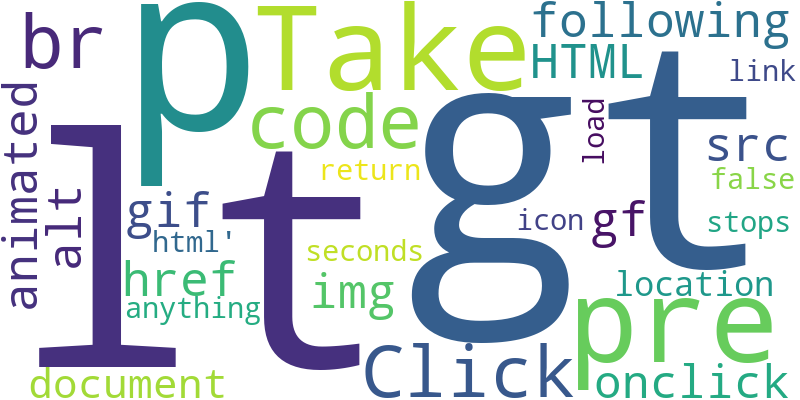 br
p
Take
following
HTML
link
animated
alt
lt
code
return
gt
load
src
false
gif
html'
href
anything
seconds
img
icon
gf
stops
location
pre
document
Click
onclick